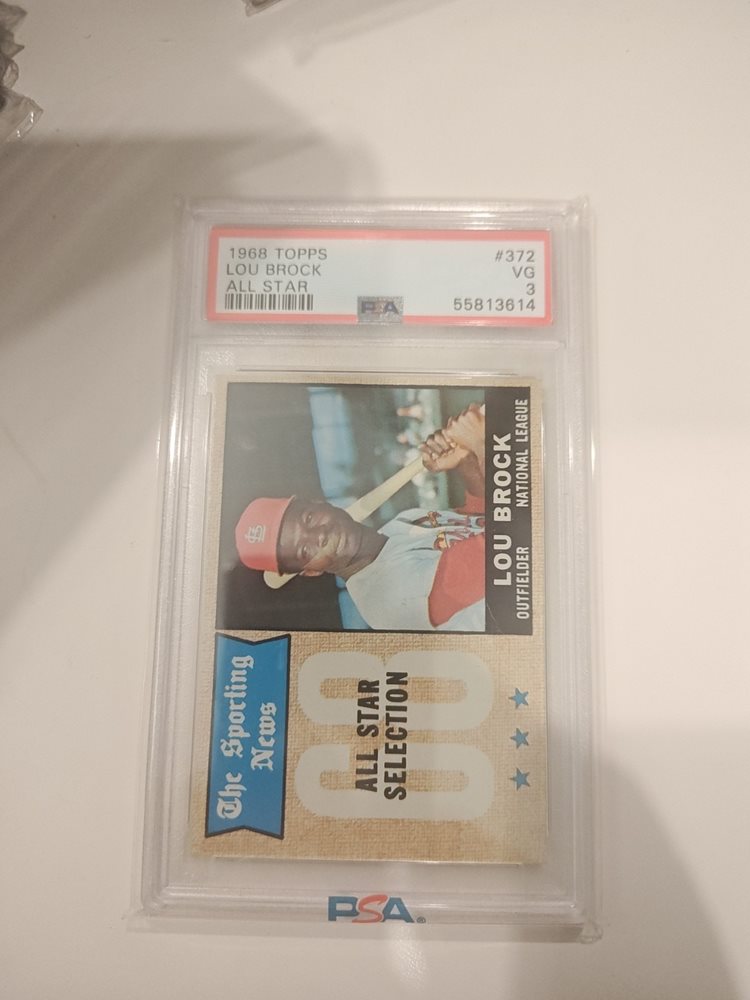 1968 TOPPS
LOU BROCK
ALL STAR
#372
VG
3
55813614
PSA
The Sporting
News
ALL STAR
SELECTION
68
LOU BROCK
OUTFIELDER NATIONAL LEAGUE
PSA®